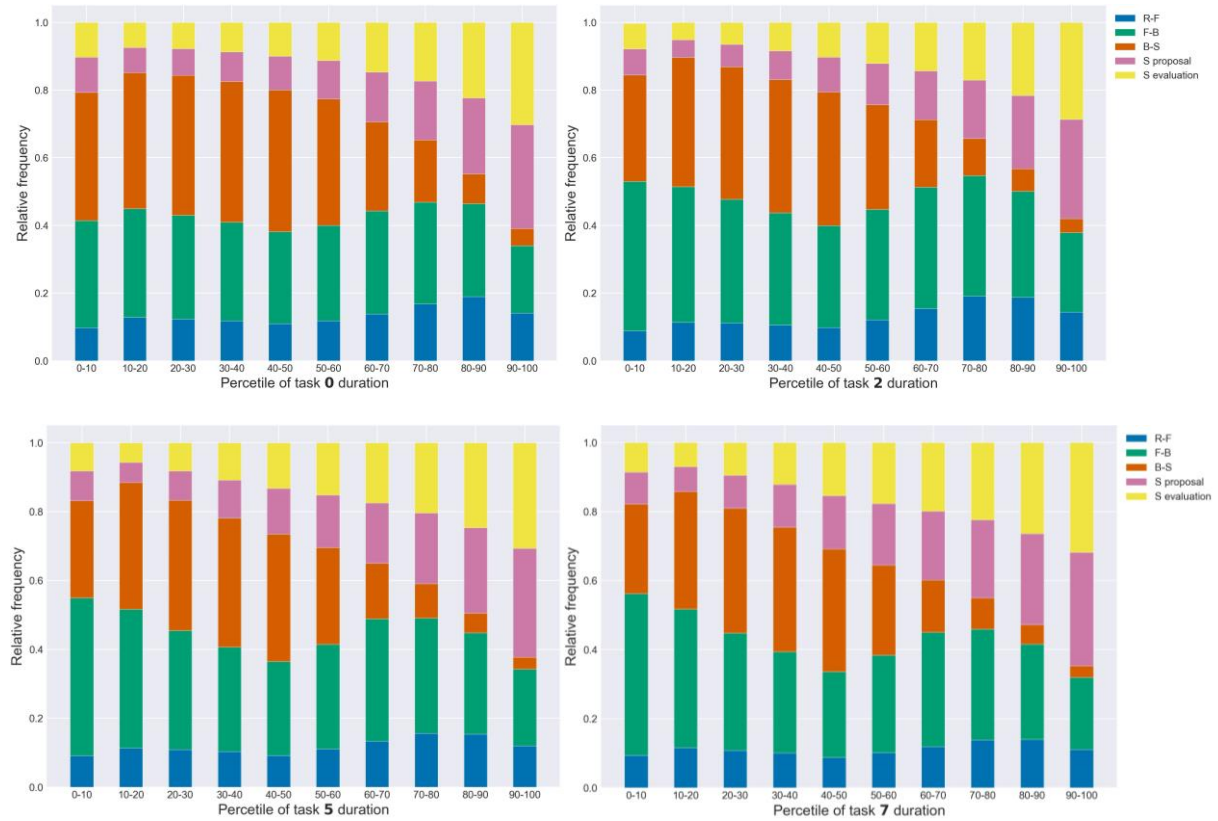 1.0
0.8
0.6
0.4
0.2
0.0
Relative frequency
0-10 10-20 20-30 30-40 40-50 50-60 60-70 70-80 80-90 90-100
Percetile of task 0 duration
1.0
0.8
0.6
0.4
0.2
0.0
Relative frequency
0-10 10-20 20-30 30-40 40-50 50-60 60-70 70-80 80-90 90-100
Percetile of task 2 duration
R-F
F-B
B-S
S proposal
S evaluation
1.0
0.8
0.6
0.4
0.2
0.0
Relative frequency
0-10 10-20 20-30 30-40 40-50 50-60 60-70 70-80 80-90 90-100
Percetile of task 5 duration
1.0
0.8
0.6
0.4
0.2
0.0
Relative frequency
0-10 10-20 20-30 30-40 40-50 50-60 60-70 70-80 80-90 90-100
Percetile of task 7 duration
R-F
F-B
B-S
S proposal
S evaluation